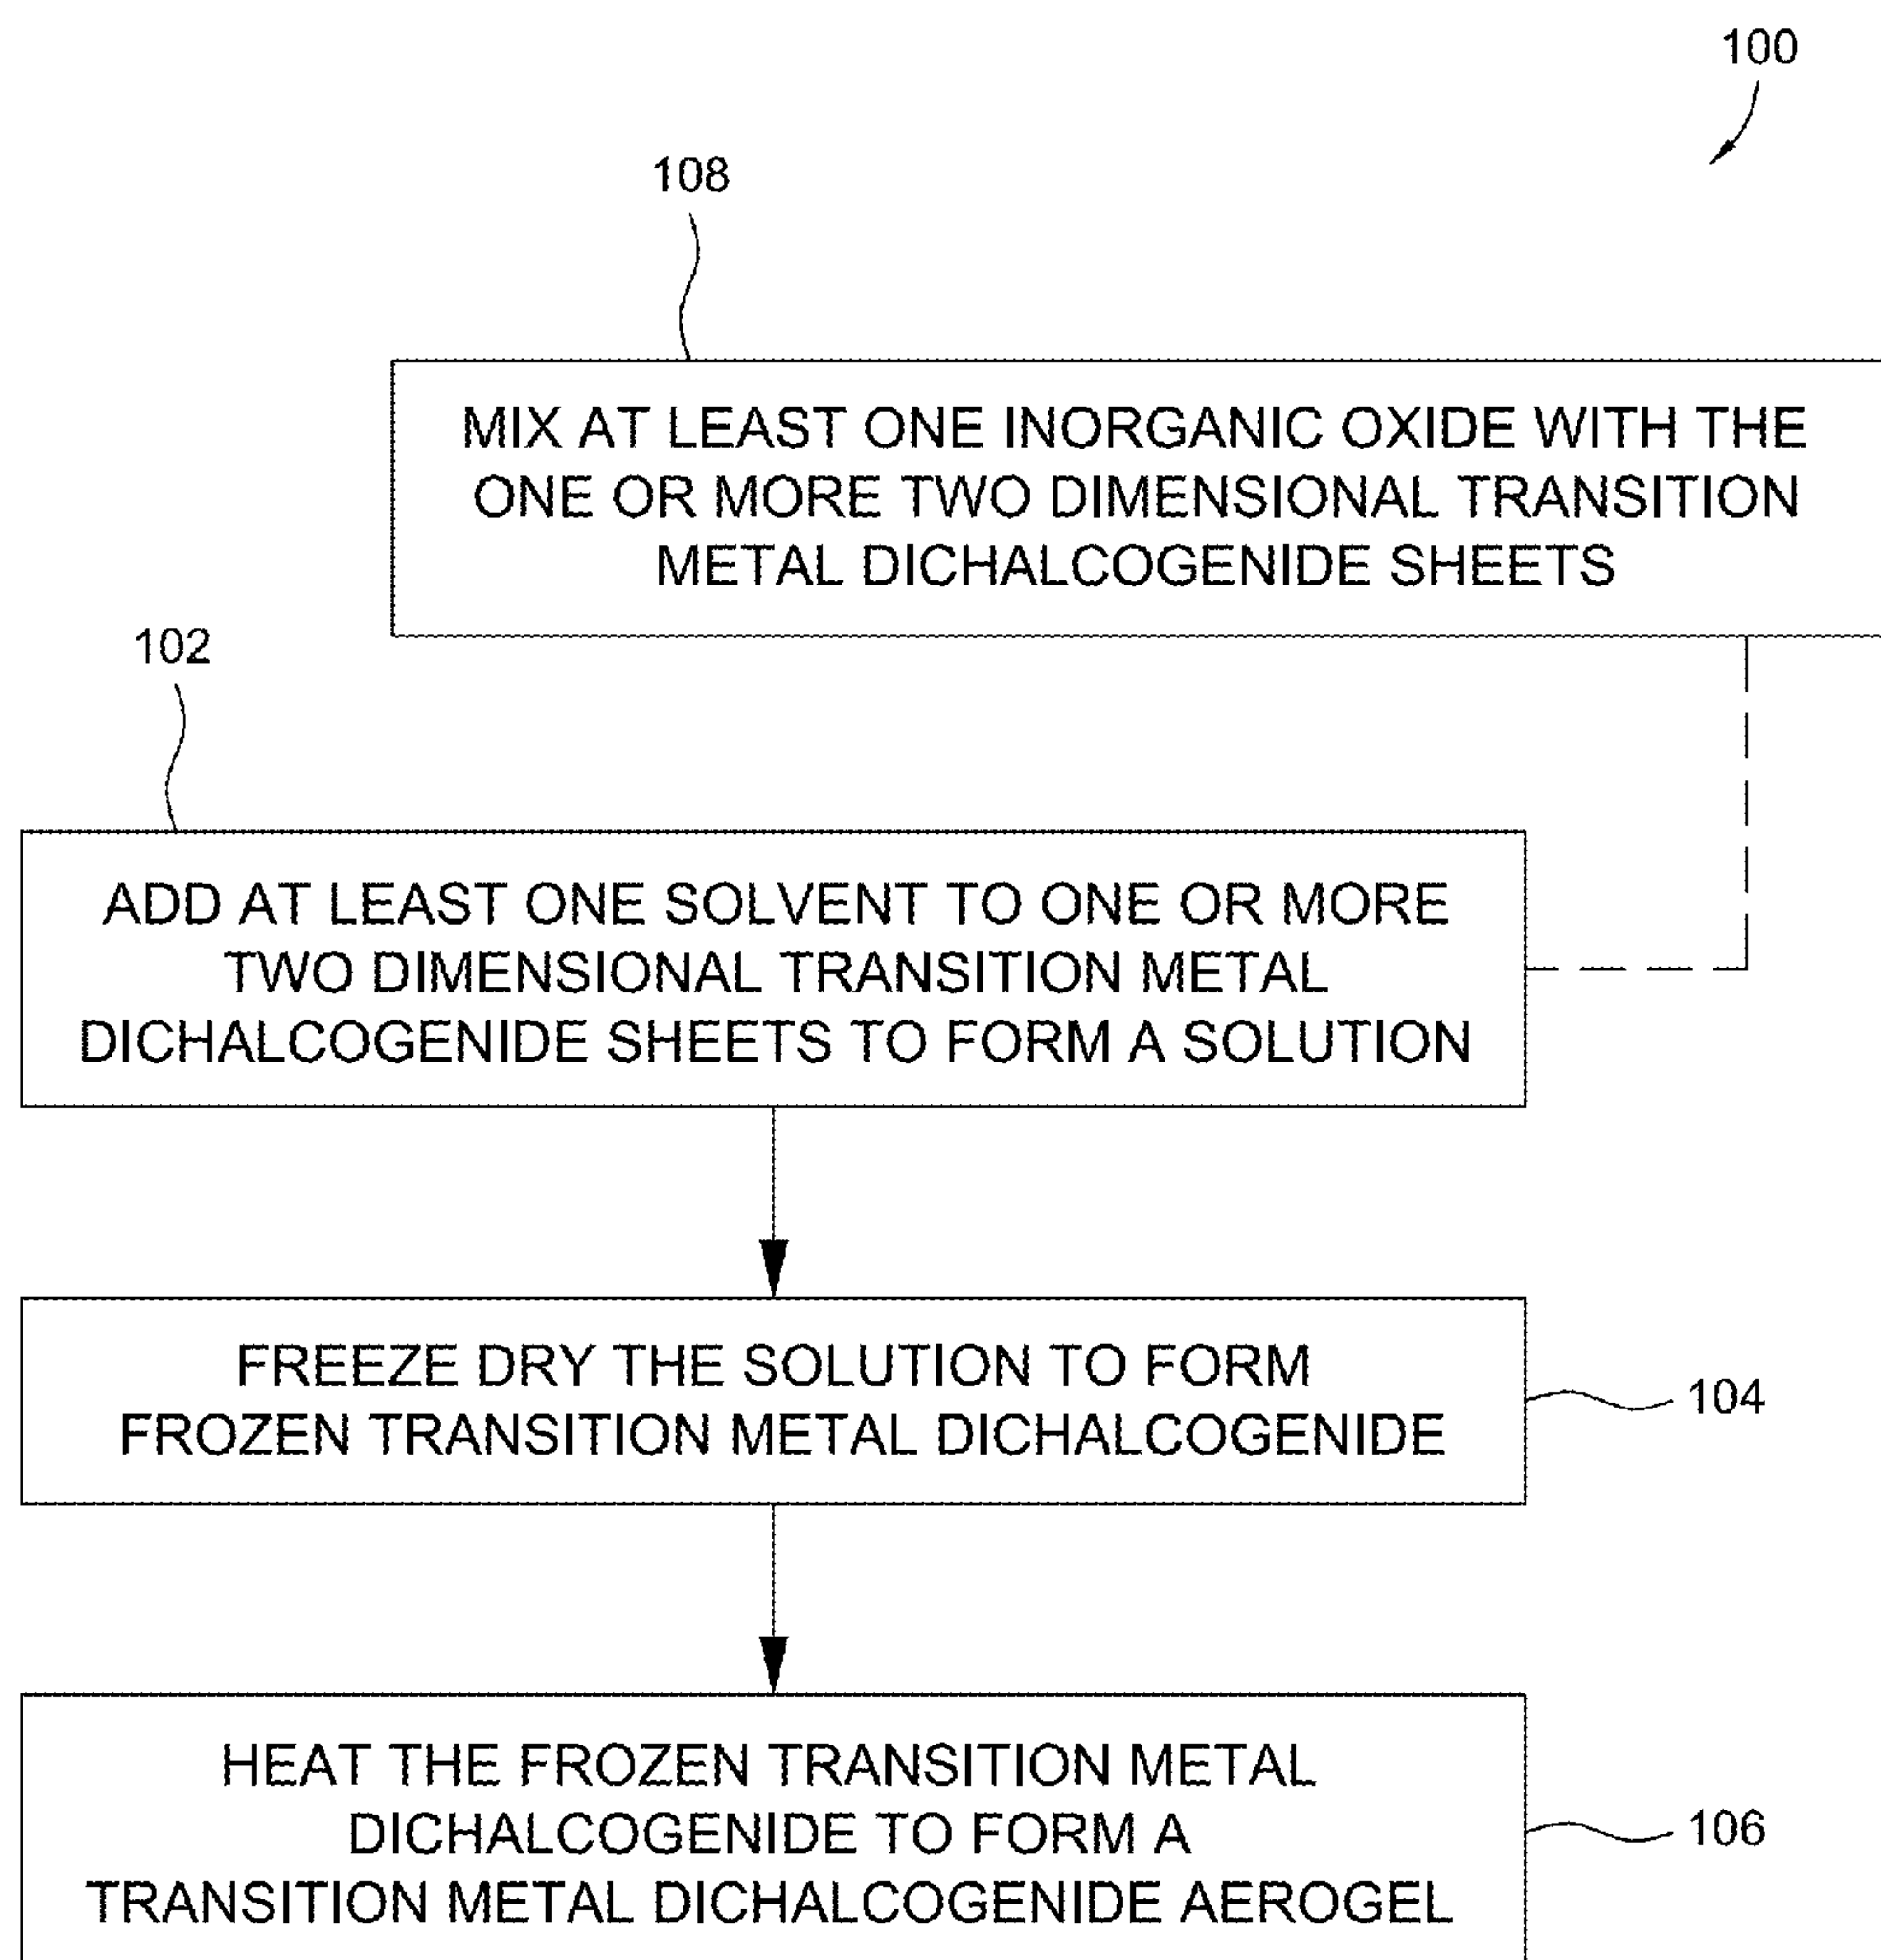 100
108
MIX AT LEAST ONE INORGANIC OXIDE WITH THE
ONE OR MORE TWO DIMENSIONAL TRANSITION
METAL DICHALCOGENIDE SHEETS
102
ADD AT LEAST ONE SOLVENT TO ONE OR MORE
TWO DIMENSIONAL TRANSITION METAL
DICHALCOGENIDE SHEETS TO FORM A SOLUTION
FREEZE DRY THE SOLUTION TO FORM
FROZEN TRANSITION METAL DICHALCOGENIDE
104
HEAT THE FROZEN TRANSITION METAL
DICHALCOGENIDE TO FORM A
TRANSITION METAL DICHALCOGENIDE AEROGEL
106